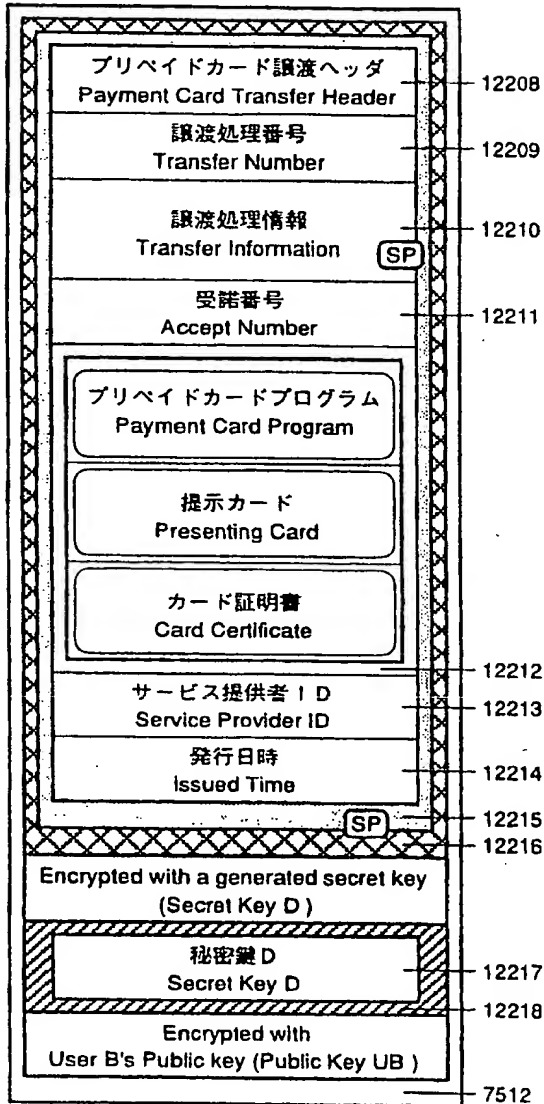 プリペイドカード譲渡ヘッダ
Payment Card Transfer Header
12208
譲渡処理番号
Transfer Number
12209
譲渡処理情報
Transfer Information
12210
SP
受諾番号
Accept Number
12211
プリペイドカードプログラム
Payment Card Program
提示カード
Presenting Card
カード証明書
Card Certificate
12212
サービス提供者ID
Service Provider ID
12213
発行日時
Issued Time
12214
SP
12215
12216
Encrypted with a generated secret key
(Secret Key D)
秘密鍵D
Secret Key D
12217
12218
Encrypted with
User B's Public key (Public Key UB)
7512